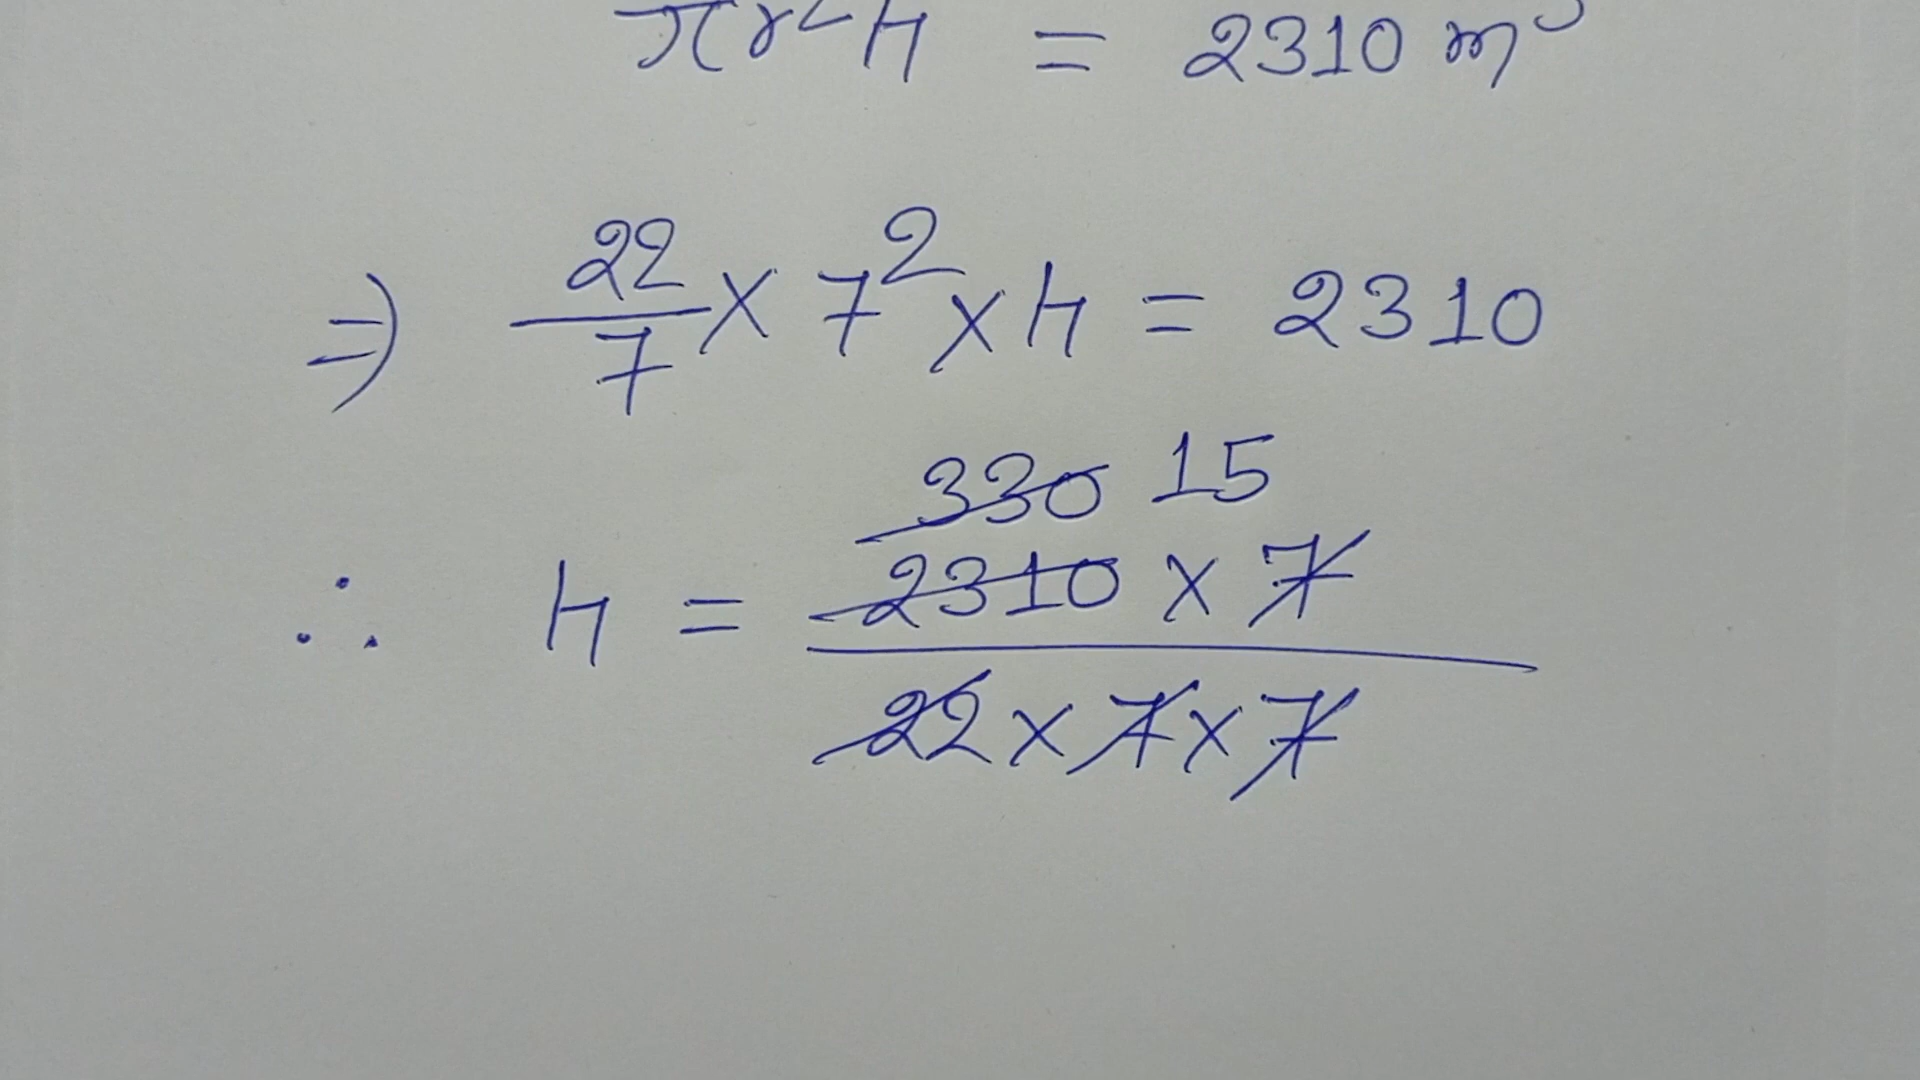 πr²h = 2310 m³
⇒ 22/7 × 7² × h = 2310
330 15
∴ h = 2310 × 7
22 × 7 × 7